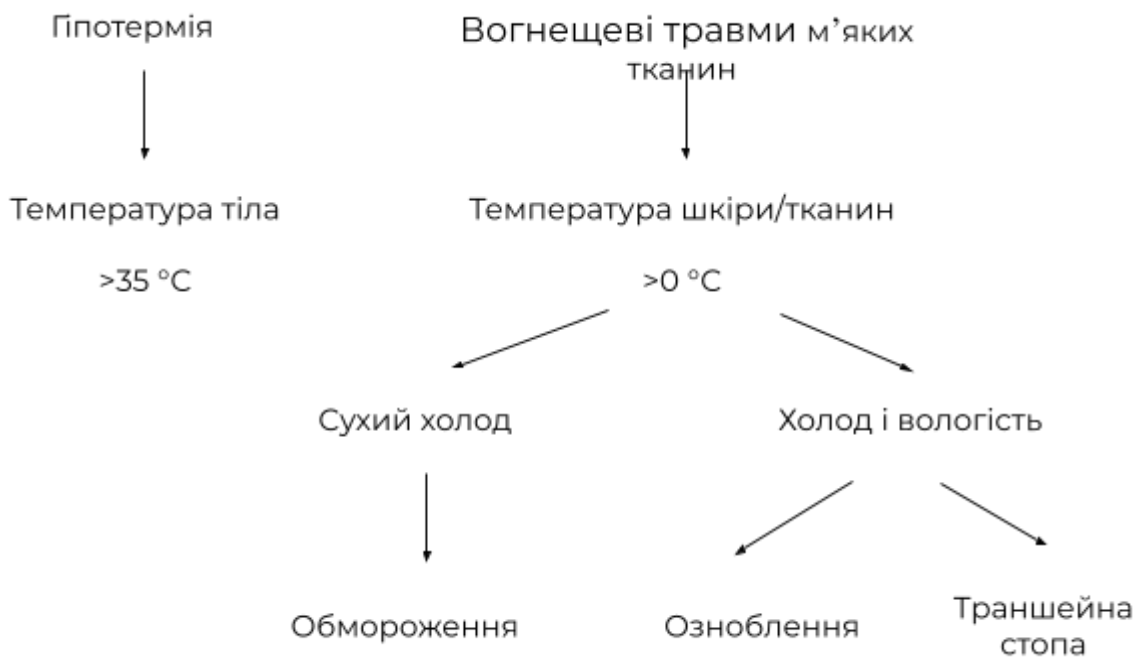 Гіпотермія
Вогнещеві травми м’яких
тканин
Температура тіла
>35 °C
Температура шкіри/тканин
>0 °C
Сухий холод
Холод і вологість
Обмороження
Озноблення
Траншейна
стопа